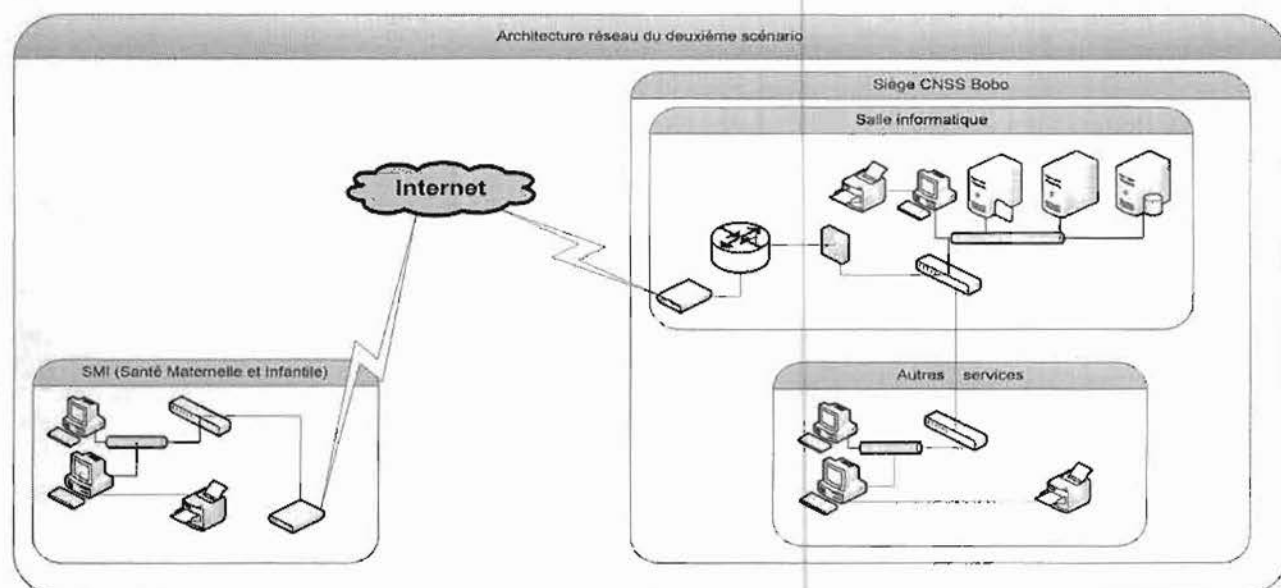 Architecture réseau du deuxième scénario
Siège CNSS Bobo
Salle informatique
Internet
SMI (Santé Maternelle et Infantile)
Autres services